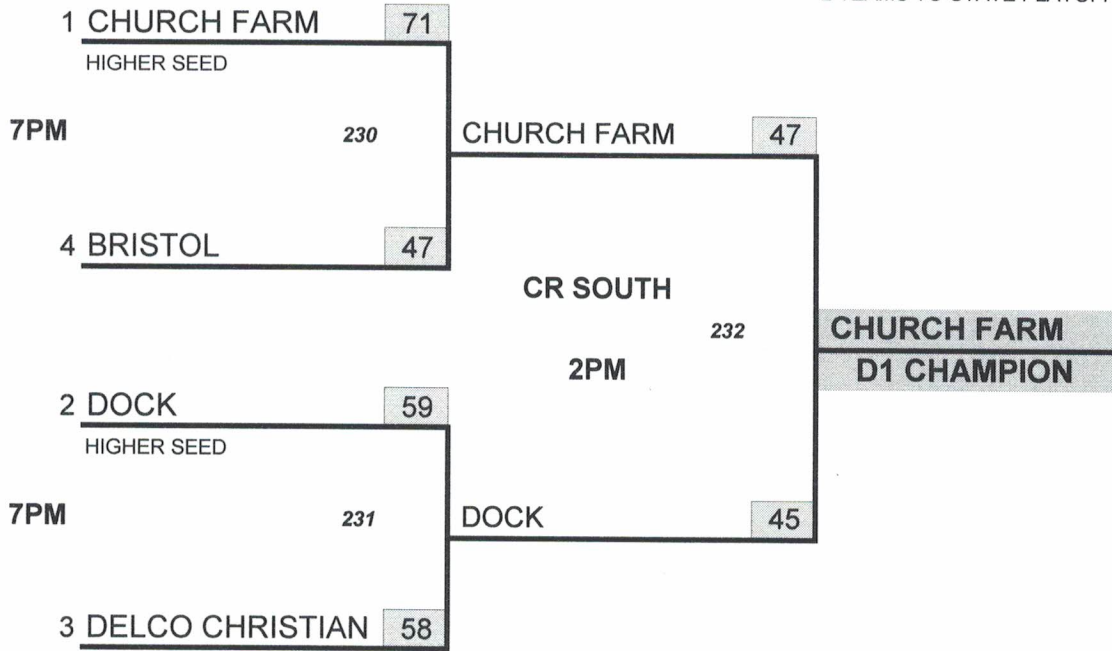 1 CHURCH FARM 71
HIGHER SEED
7PM
230
CHURCH FARM 47
4 BRISTOL 47
CR SOUTH
232
2PM
CHURCH FARM
D1 CHAMPION
2 DOCK 59
HIGHER SEED
7PM
231
DOCK 45
3 DELCO CHRISTIAN 58